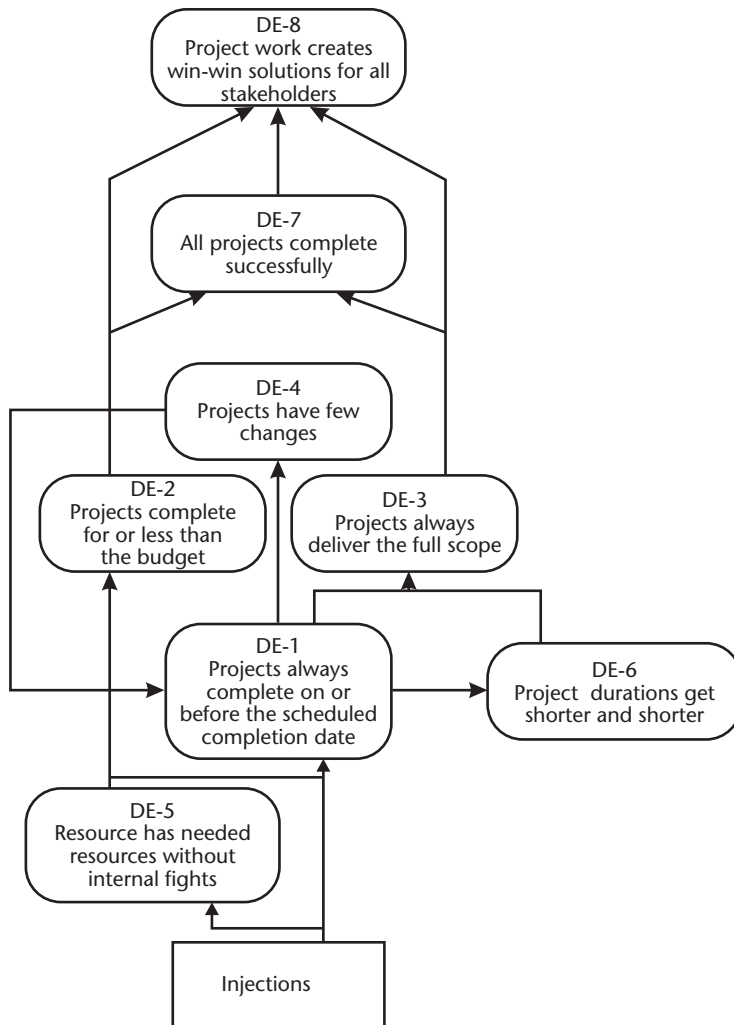 DE-8
Project work creates
win-win solutions for all
stakeholders
DE-7
All projects complete
successfully
DE-4
Projects have few
changes
DE-2
Projects complete
for or less than
the budget
DE-3
Projects always
deliver the full scope
DE-1
Projects always
complete on or
before the scheduled
completion date
DE-6
Project durations get
shorter and shorter
DE-5
Resource has needed
resources without
internal fights
Injections